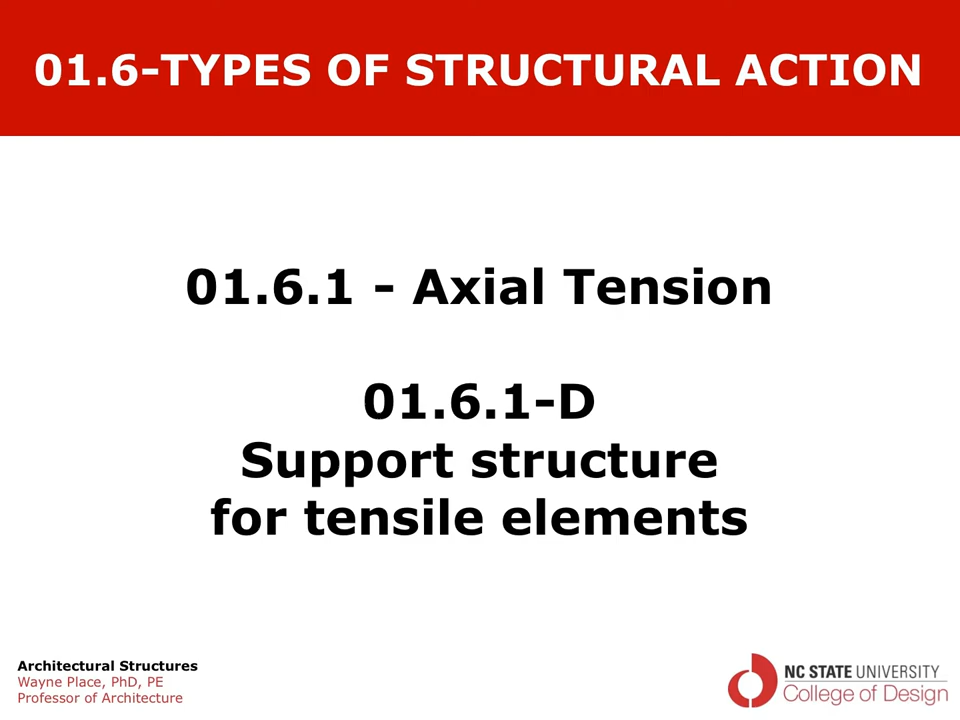 01.6-TYPES OF STRUCTURAL ACTION
01.6.1 - Axial Tension
01.6.1-D
Support structure
for tensile elements
Architectural Structures
Wayne Place, PhD, PE
Professor of Architecture
NC STATE UNIVERSITY
College of Design